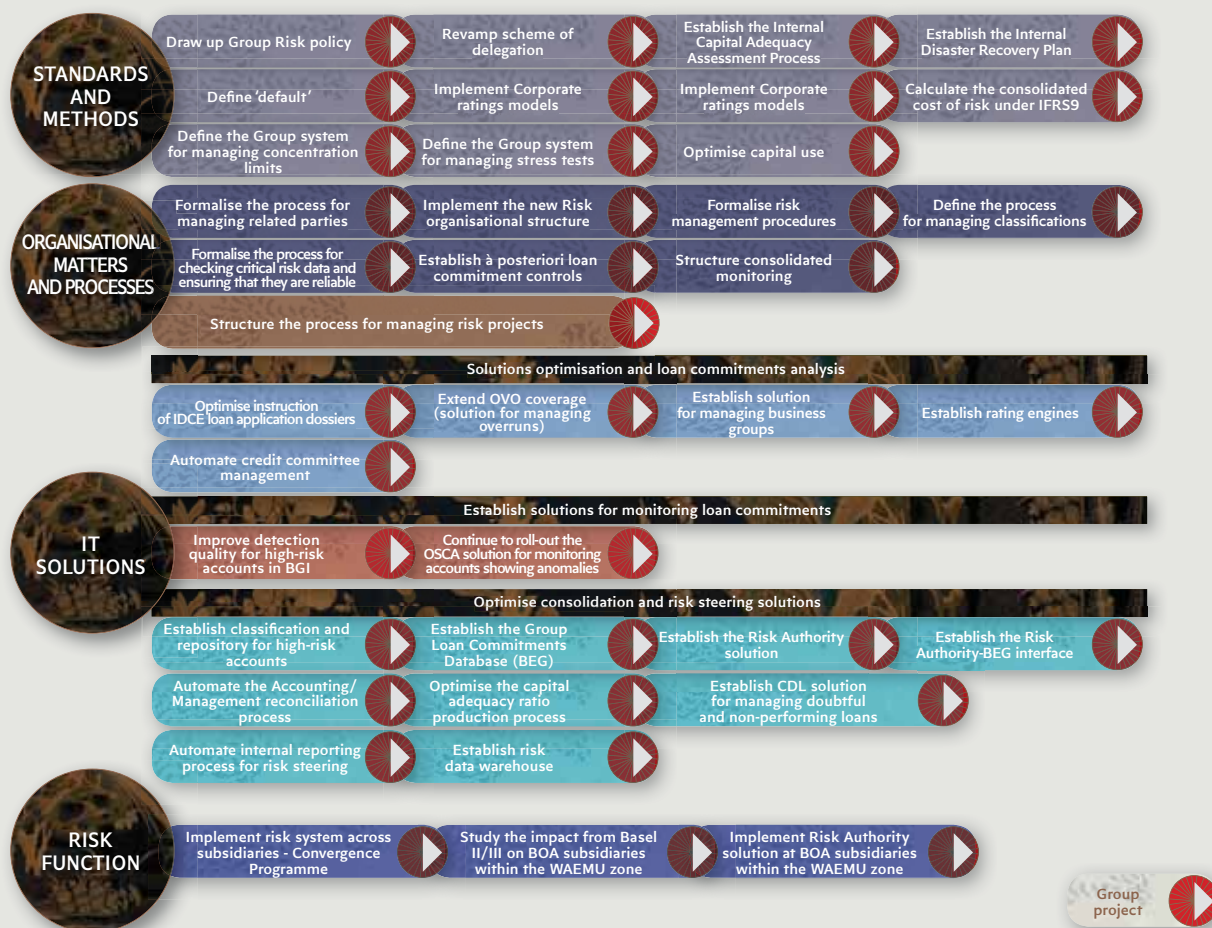 STANDARDS
AND
METHODS
Draw up Group Risk policy
Revamp scheme of
delegation
Establish the Internal
Capital Adequacy
Assessment Process
Establish the Internal
Disaster Recovery Plan
Define ‘default’
Implement Corporate
ratings models
Implement Corporate
ratings models
Calculate the consolidated
cost of risk under IFRS9
Define the Group system
for managing concentration
limits
Define the Group system
for managing stress tests
Optimise capital use
ORGANISATIONAL
MATTERS
AND PROCESSES
Formalise the process for
managing related parties
Implement the new Risk
organisational structure
Formalise risk
management procedures
Define the process
for managing classifications
Formalise the process for
checking critical risk data and
ensuring that they are reliable
Establish à posteriori loan
commitment controls
Structure consolidated
monitoring
Structure the process for managing risk projects
IT
SOLUTIONS
Solutions optimisation and loan commitments analysis
Optimise instruction
of IDCE loan application dossiers
Extend OVO coverage
(solution for managing
overruns)
Establish solution
for managing business
groups
Establish rating engines
Automate credit committee
management
Establish solutions for monitoring loan commitments
Improve detection
quality for high-risk
accounts in BGI
Continue to roll-out the
OSCA solution for monitoring
accounts showing anomalies
Optimise consolidation and risk steering solutions
Establish classification and
repository for high-risk
accounts
Establish the Group
Loan Commitments
Database (BEG)
Establish the Risk Authority
solution
Establish the Risk
Authority-BEG interface
Automate the Accounting/
Management reconciliation
process
Optimise the capital
adequacy ratio
production process
Establish CDL solution
for managing doubtful
and non-performing loans
Automate internal reporting
process for risk steering
Establish risk
data warehouse
RISK
FUNCTION
Implement risk system across
subsidiaries - Convergence
Programme
Study the impact from Basel
II/III on BOA subsidiaries
within the WAEMU zone
Implement Risk Authority
solution at BOA subsidiaries
within the WAEMU zone
Group
project